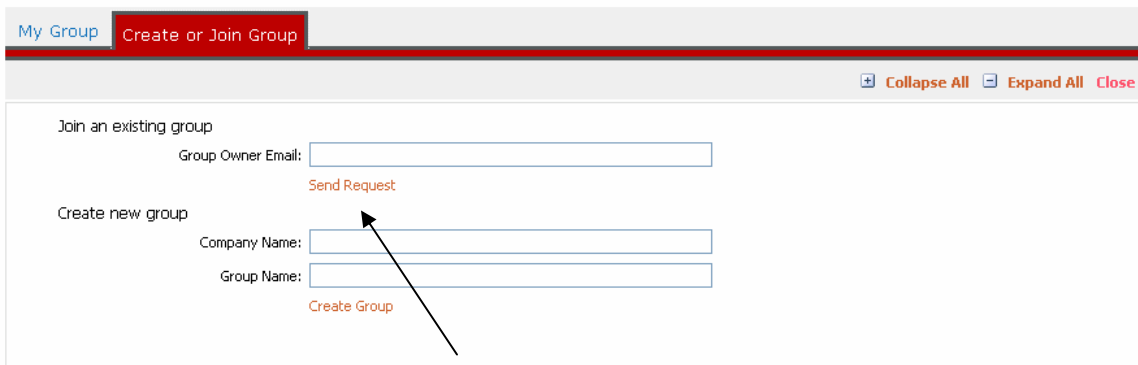 My Group Create or Join Group
Collapse All Expand All Close
Join an existing group
Group Owner Email:
Send Request
Create new group
Company Name:
Group Name:
Create Group